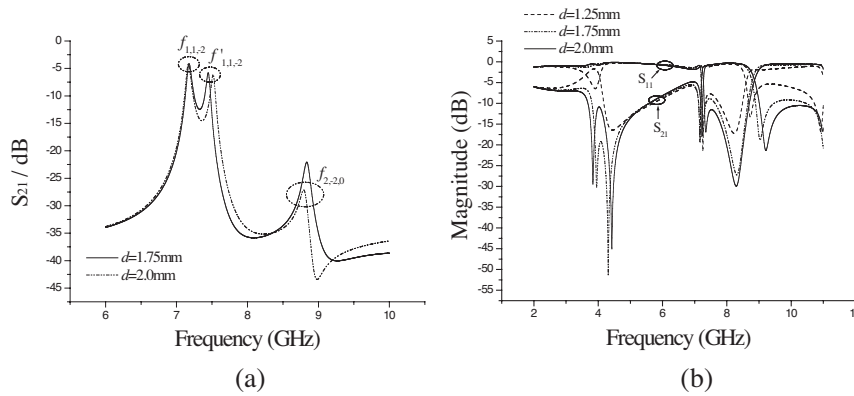 f1,1,-2
f'1,1,-2
f2,-2,0
S21 / dB
0
-5
-10
-15
-20
-25
-30
-35
-40
-45
d=1.75mm
d=2.0mm
6
7
8
9
10
Frequency (GHz)
(a)
d=1.25mm
d=1.75mm
d=2.0mm
S11
S21
Magnitude (dB)
5
0
-5
-10
-15
-20
-25
-30
-35
-40
-45
-50
-55
2
4
6
8
10
Frequency (GHz)
(b)